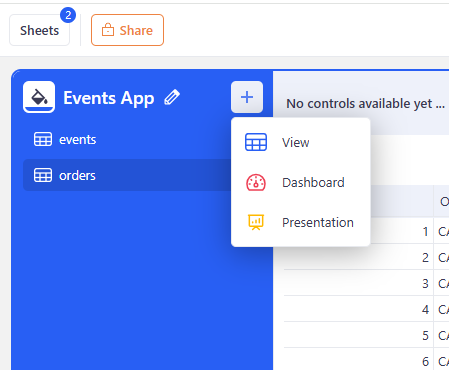 Sheets
2
Share
Events App
+
No controls available yet ...
events
View
orders
Dashboard
Presentation
O
1 CA
2 CA
3 CA
4 CA
5 CA
6 CA